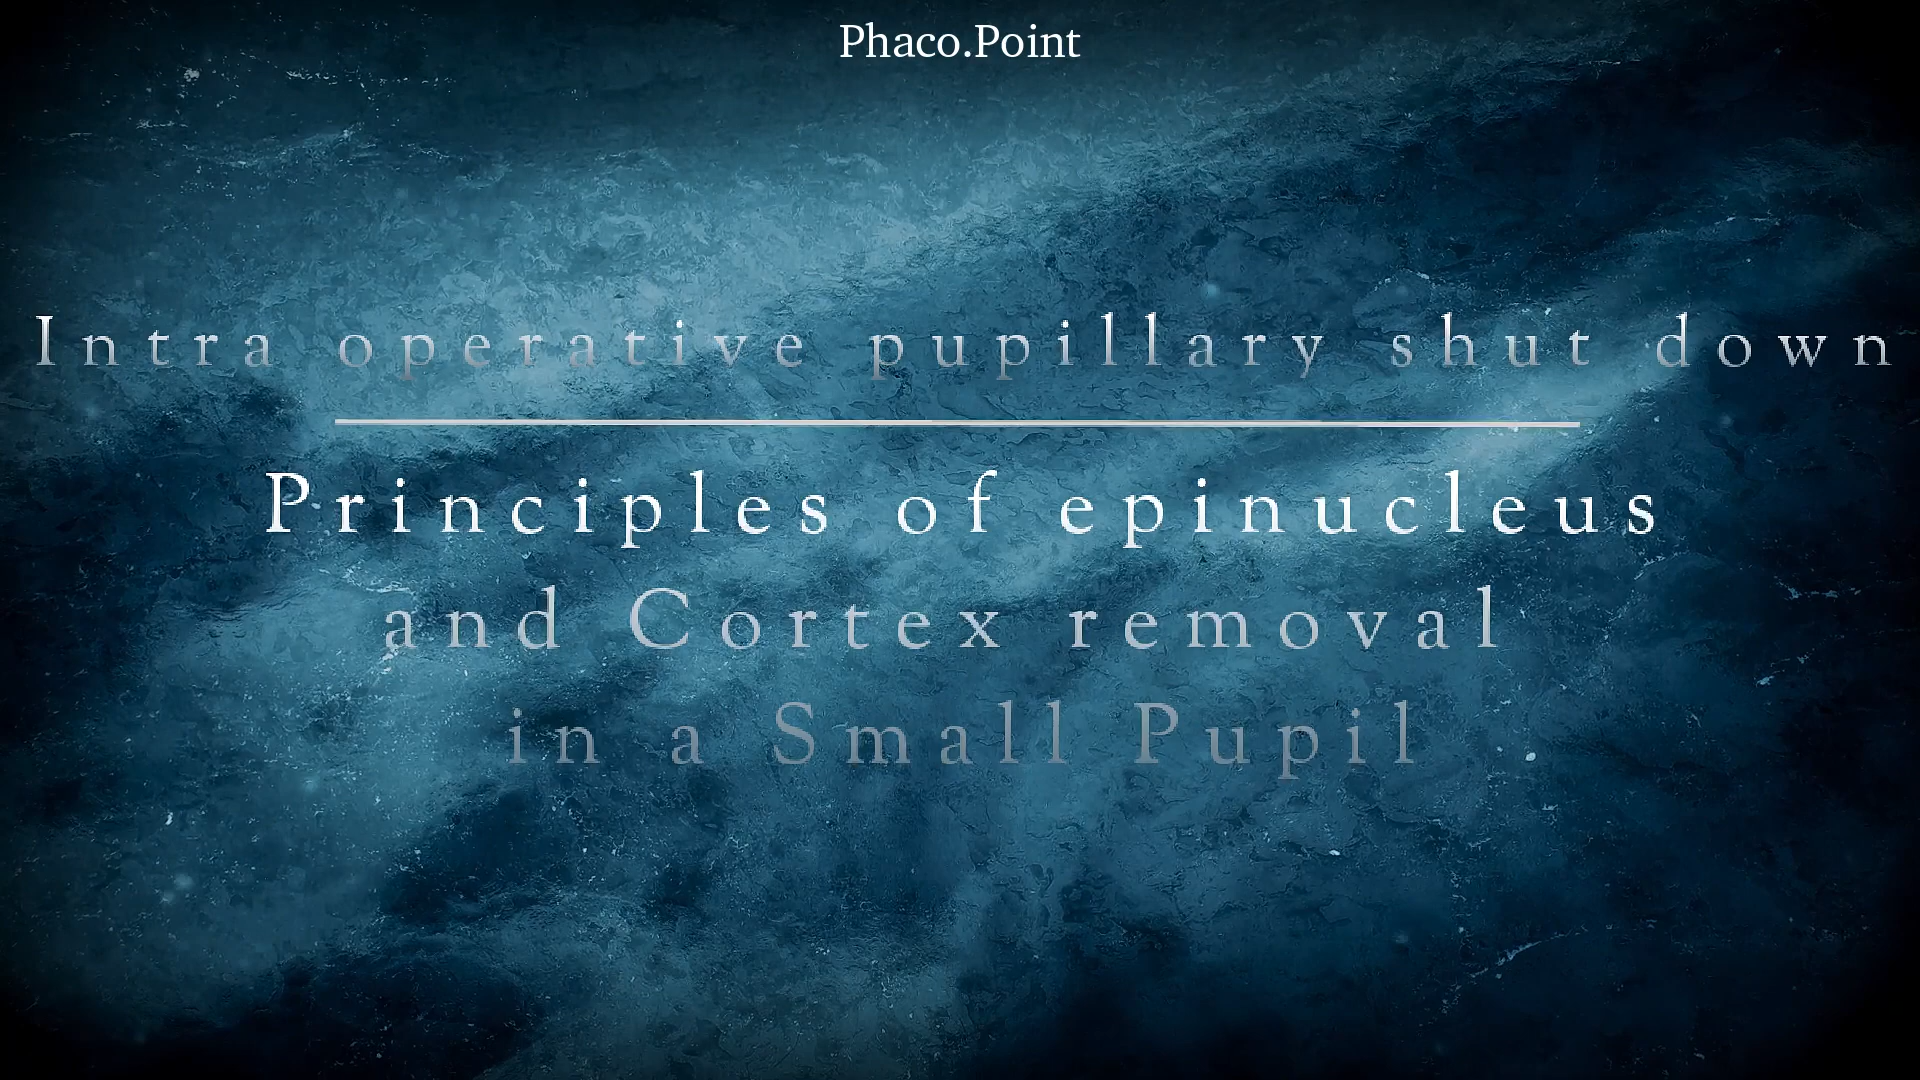 Phaco.Point
Intra operative pupillary shut down
Principles of epinucleus
and Cortex removal
in a Small Pupil